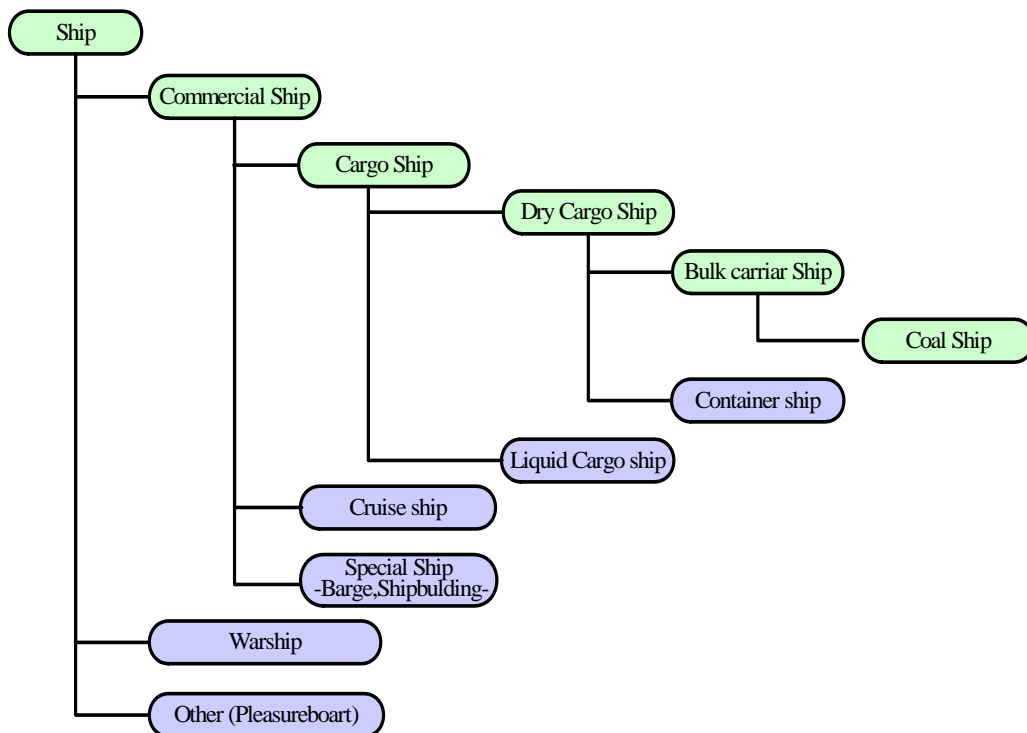 Ship
Commercial Ship
Cargo Ship
Dry Cargo Ship
Bulk carriar Ship
Coal Ship
Container ship
Liquid Cargo ship
Cruise ship
Special Ship
-Barge,Shipbulding-
Warship
Other (Pleasureboart)